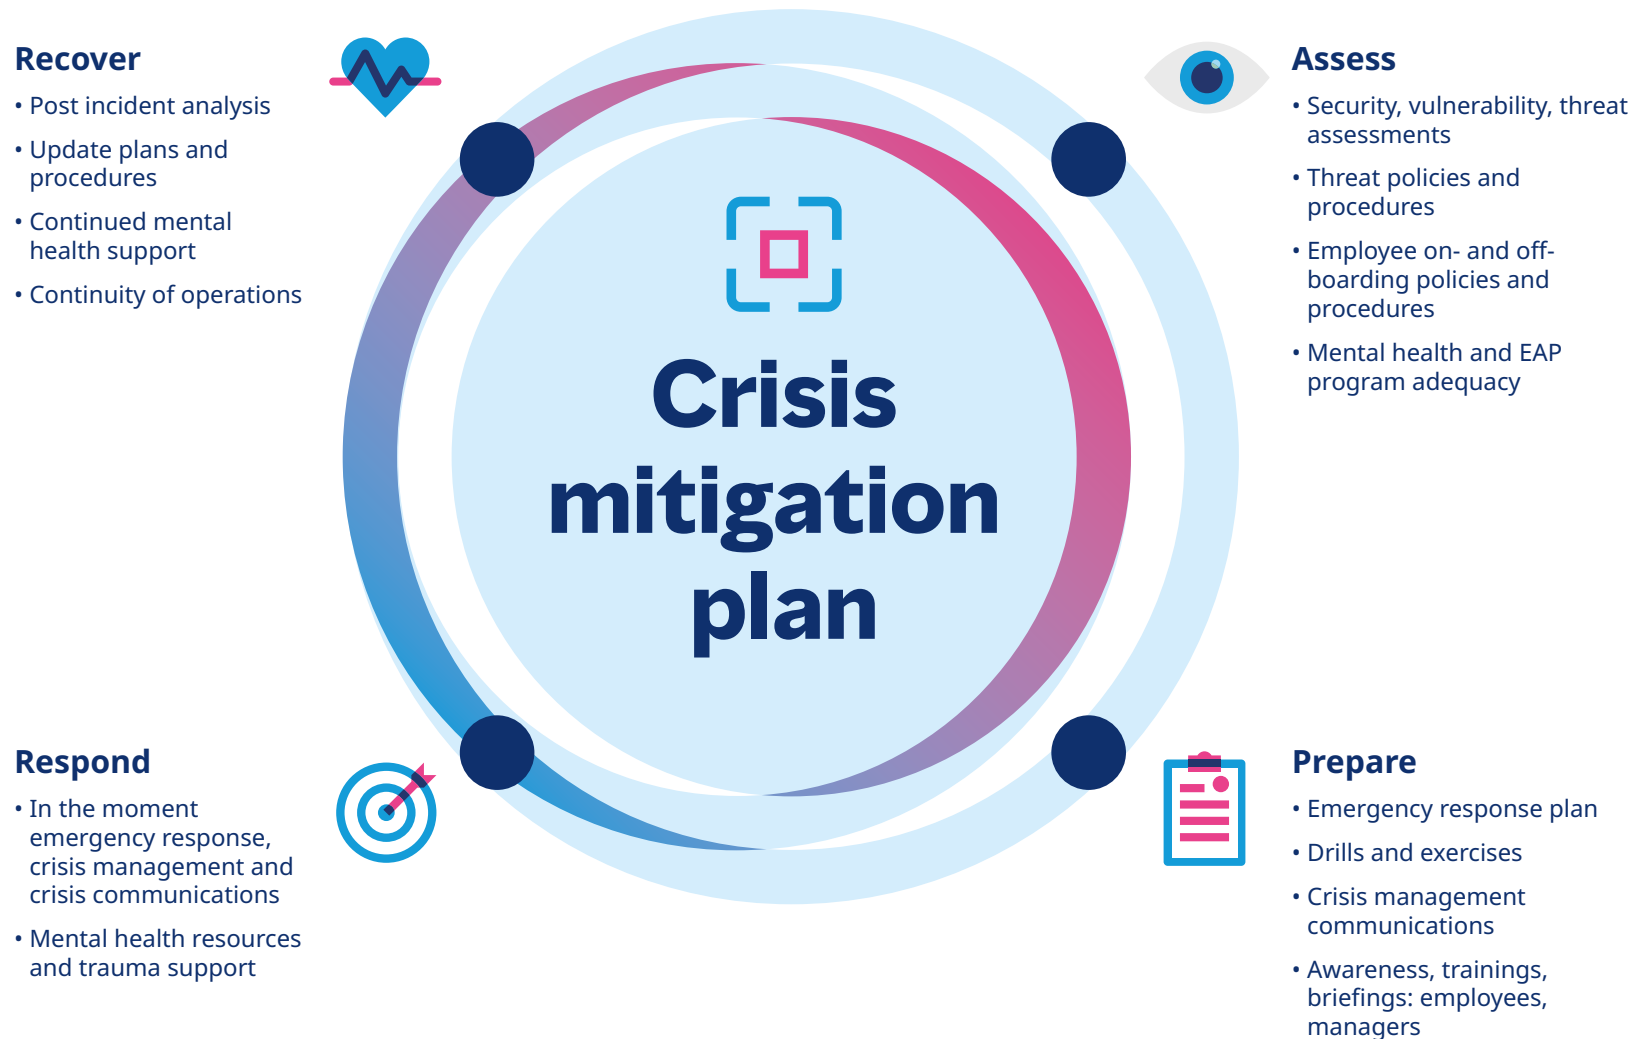 Recover
• Post incident analysis
• Update plans and
procedures
• Continued mental
health support
• Continuity of operations
Assess
• Security, vulnerability, threat
assessments
• Threat policies and
procedures
• Employee on- and off-
boarding policies and
procedures
• Mental health and EAP
program adequacy
Crisis
mitigation
plan
Respond
• In the moment
emergency response,
crisis management and
crisis communications
• Mental health resources
and trauma support
Prepare
• Emergency response plan
• Drills and exercises
• Crisis management
communications
• Awareness, trainings,
briefings: employees,
managers